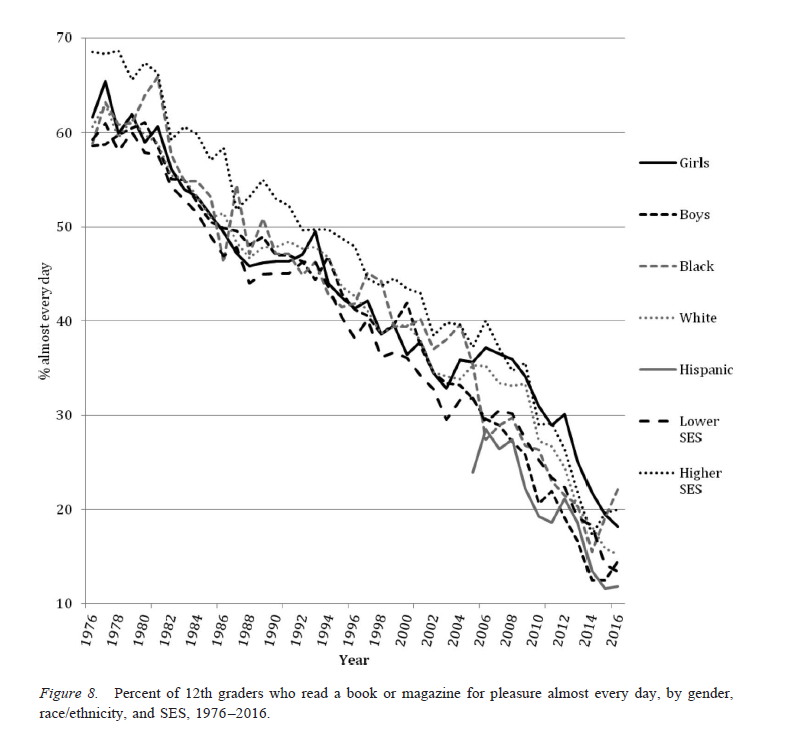 70
60
50
40
30
20
10
% almost every day
1976
1978
1980
1982
1984
1986
1988
1990
1992
1994
1996
1998
2000
2002
2004
2006
2008
2010
2012
2014
2016
Year
Girls
Boys
Black
White
Hispanic
Lower
SES
Higher
SES
Figure 8. Percent of 12th graders who read a book or magazine for pleasure almost every day, by gender,
race/ethnicity, and SES, 1976–2016.